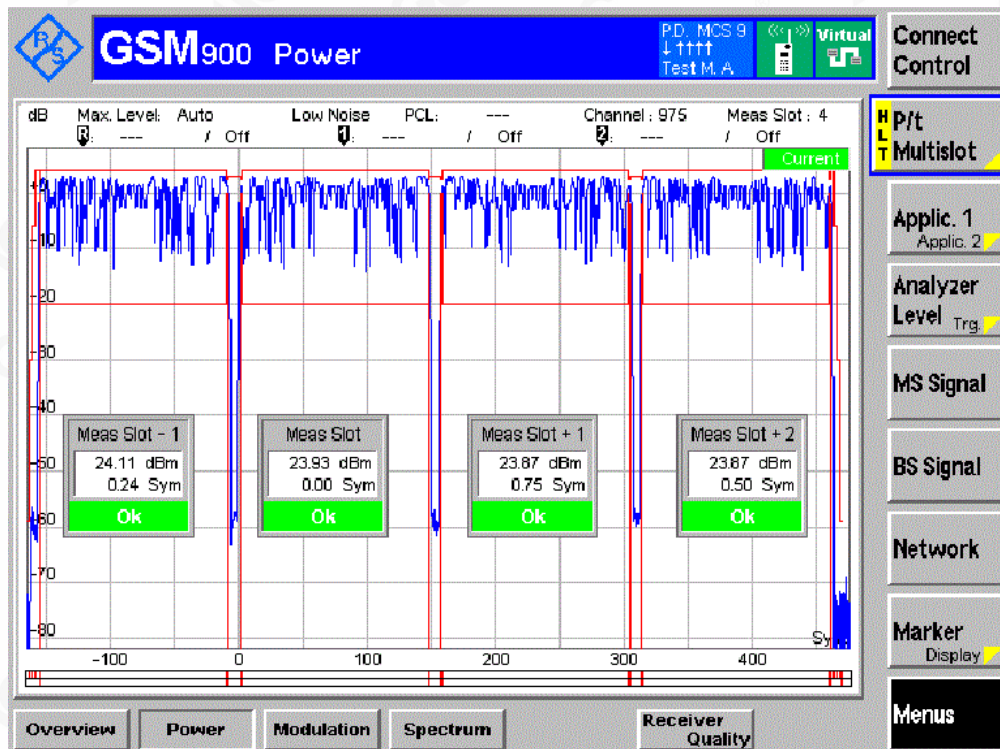 R S
GSM900 Power
P.D. MCS 9
↓ ↑↑↑↑
Test M. A.
Virtual
Connect
Control
dB Max. Level: Auto Low Noise PCL: --- Channel : 975 Meas Slot : 4
R: --- / Off 1: --- / Off 2: --- / Off
Current
H
L
T
P/t
Multislot
Applic. 1
Applic. 2
Analyzer
Level Trg.
MS Signal
BS Signal
Network
Marker
Display
Menus
-10
-20
-30
-40
-50
-60
-70
-80
Meas Slot - 1
24.11 dBm
0.24 Sym
Ok
Meas Slot
23.93 dBm
0.00 Sym
Ok
Meas Slot + 1
23.87 dBm
0.75 Sym
Ok
Meas Slot + 2
23.87 dBm
0.50 Sym
Ok
-100 0 100 200 300 400
Overview Power Modulation Spectrum Receiver
Quality